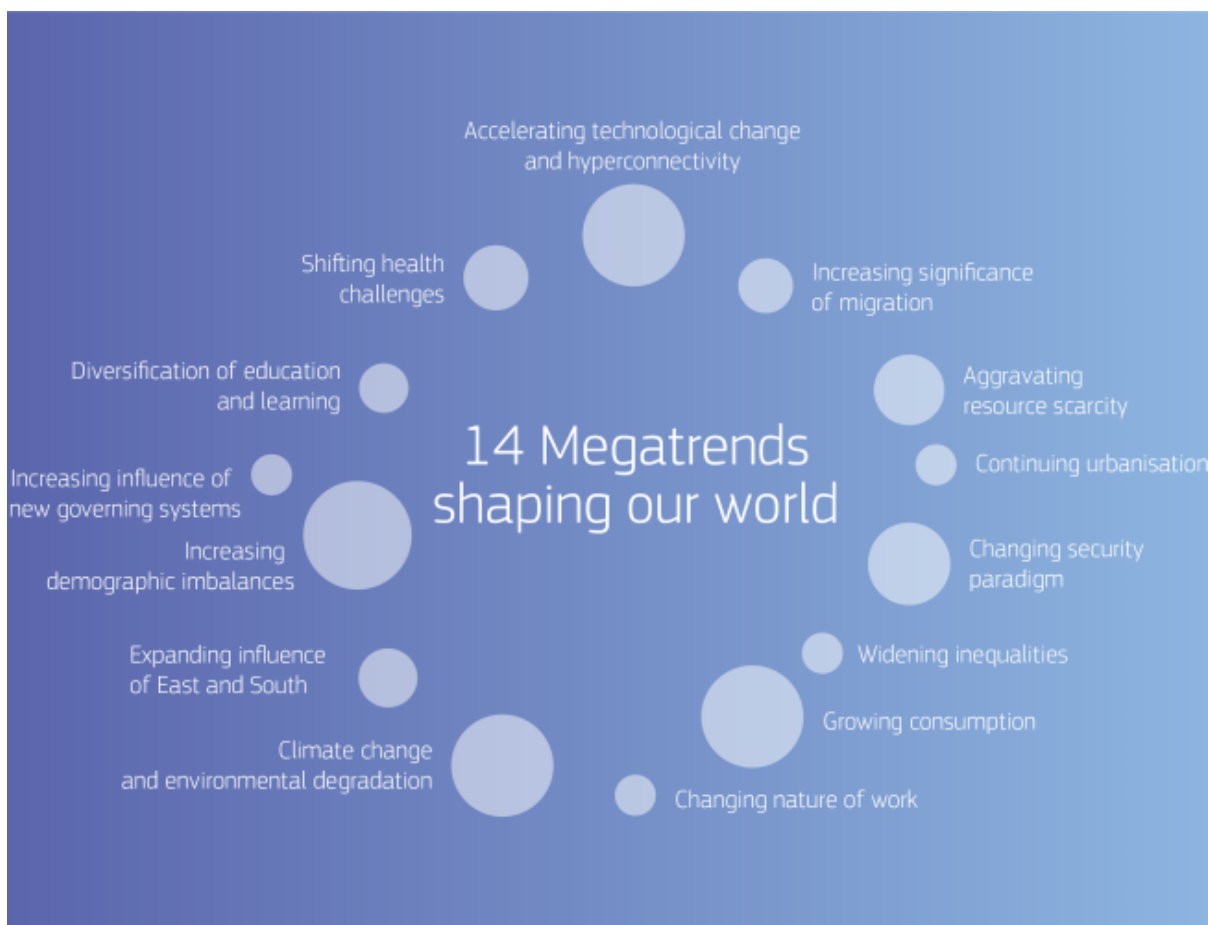 Accelerating technological change
and hyperconnectivity
Shifting health
challenges
Increasing significance
of migration
Diversification of education
and learning
Aggravating
resource scarcity
14 Megatrends
shaping our world
Increasing influence of
new governing systems
Continuing urbanisation
Increasing
demographic imbalances
Changing security
paradigm
Expanding influence
of East and South
Widening inequalities
Growing consumption
Climate change
and environmental degradation
Changing nature of work